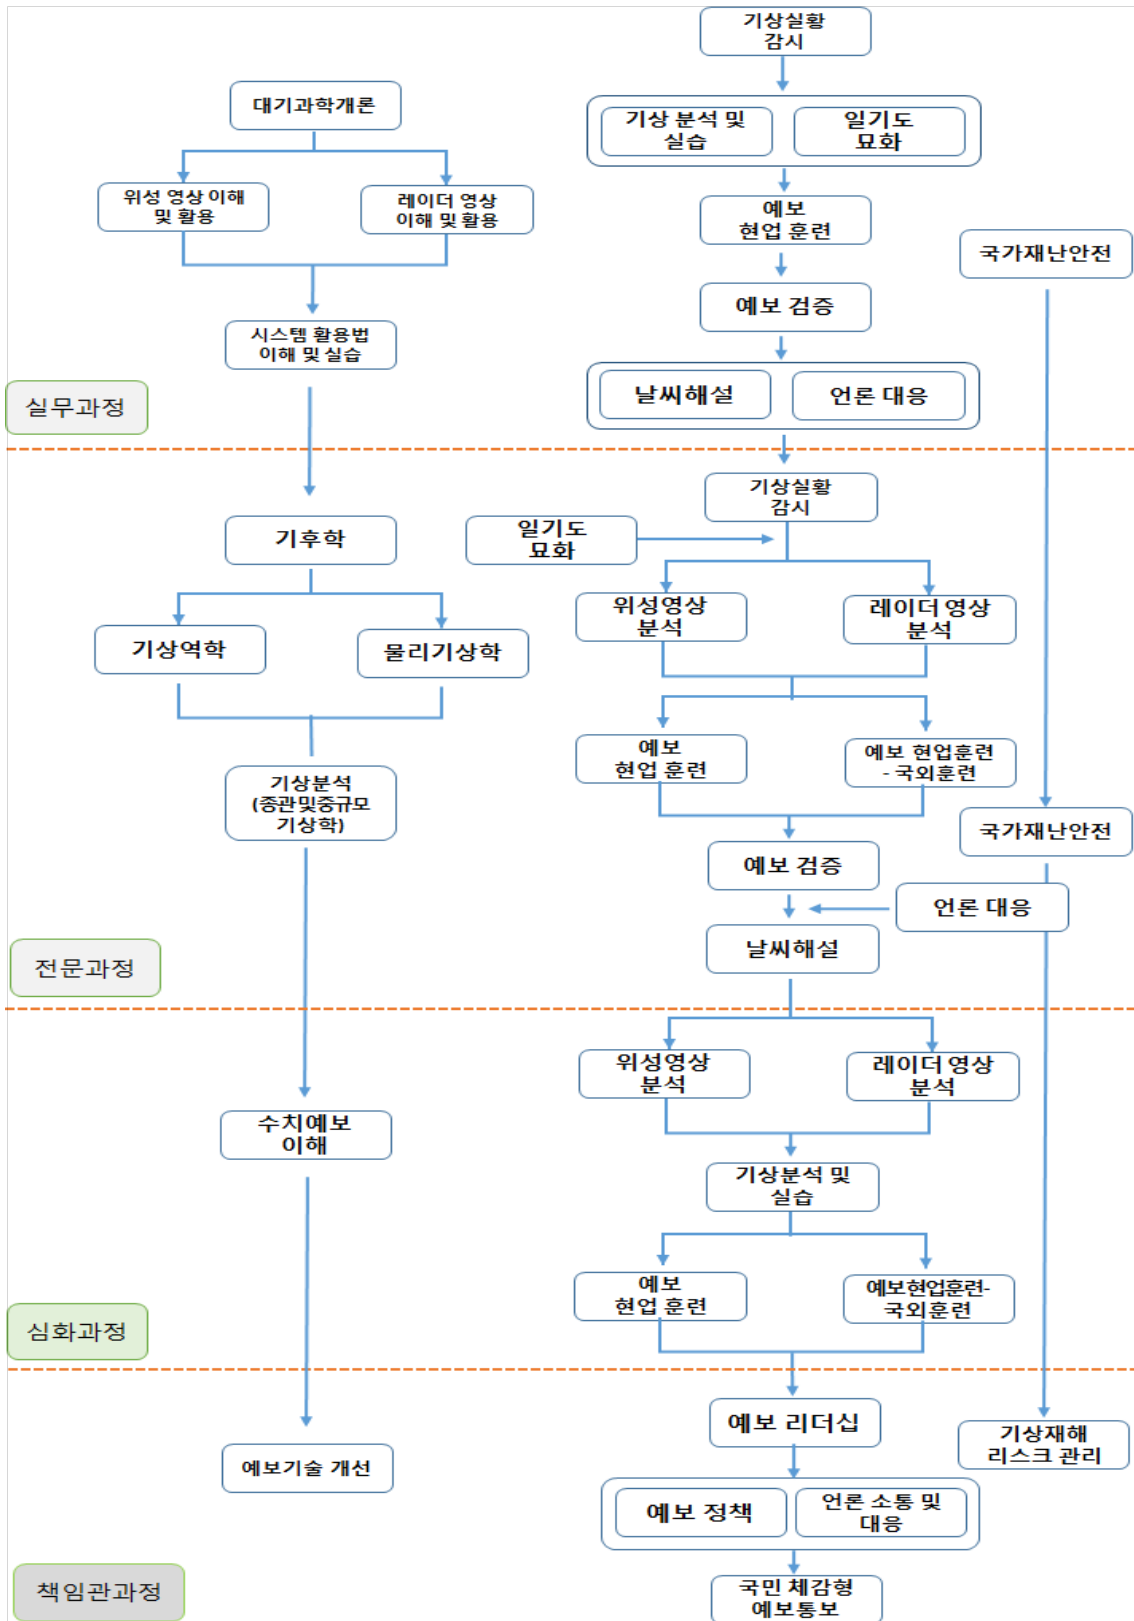 기상실황
감시
대기과학개론
기상 분석 및
실습
일기도
묘화
위성 영상 이해
및 활용
레이더 영상
이해 및 활용
예보
현업 훈련
국가재난안전
예보 검증
시스템 활용법
이해 및 실습
날씨해설
언론 대응
실무과정
기상실황
감시
기후학
일기도
묘화
위성영상
분석
레이더 영상
분석
기상역학
물리기상학
예보
현업 훈련
예보 현업훈련
- 국외훈련
기상분석
(종관및중규모
기상학)
국가재난안전
예보 검증
언론 대응
날씨해설
전문과정
위성영상
분석
레이더 영상
분석
수치예보
이해
기상분석 및
실습
예보
현업 훈련
예보현업훈련-
국외훈련
심화과정
예보 리더십
기상재해
리스크 관리
예보기술 개선
예보 정책
언론 소통 및
대응
책임관과정
국민 체감형
예보통보